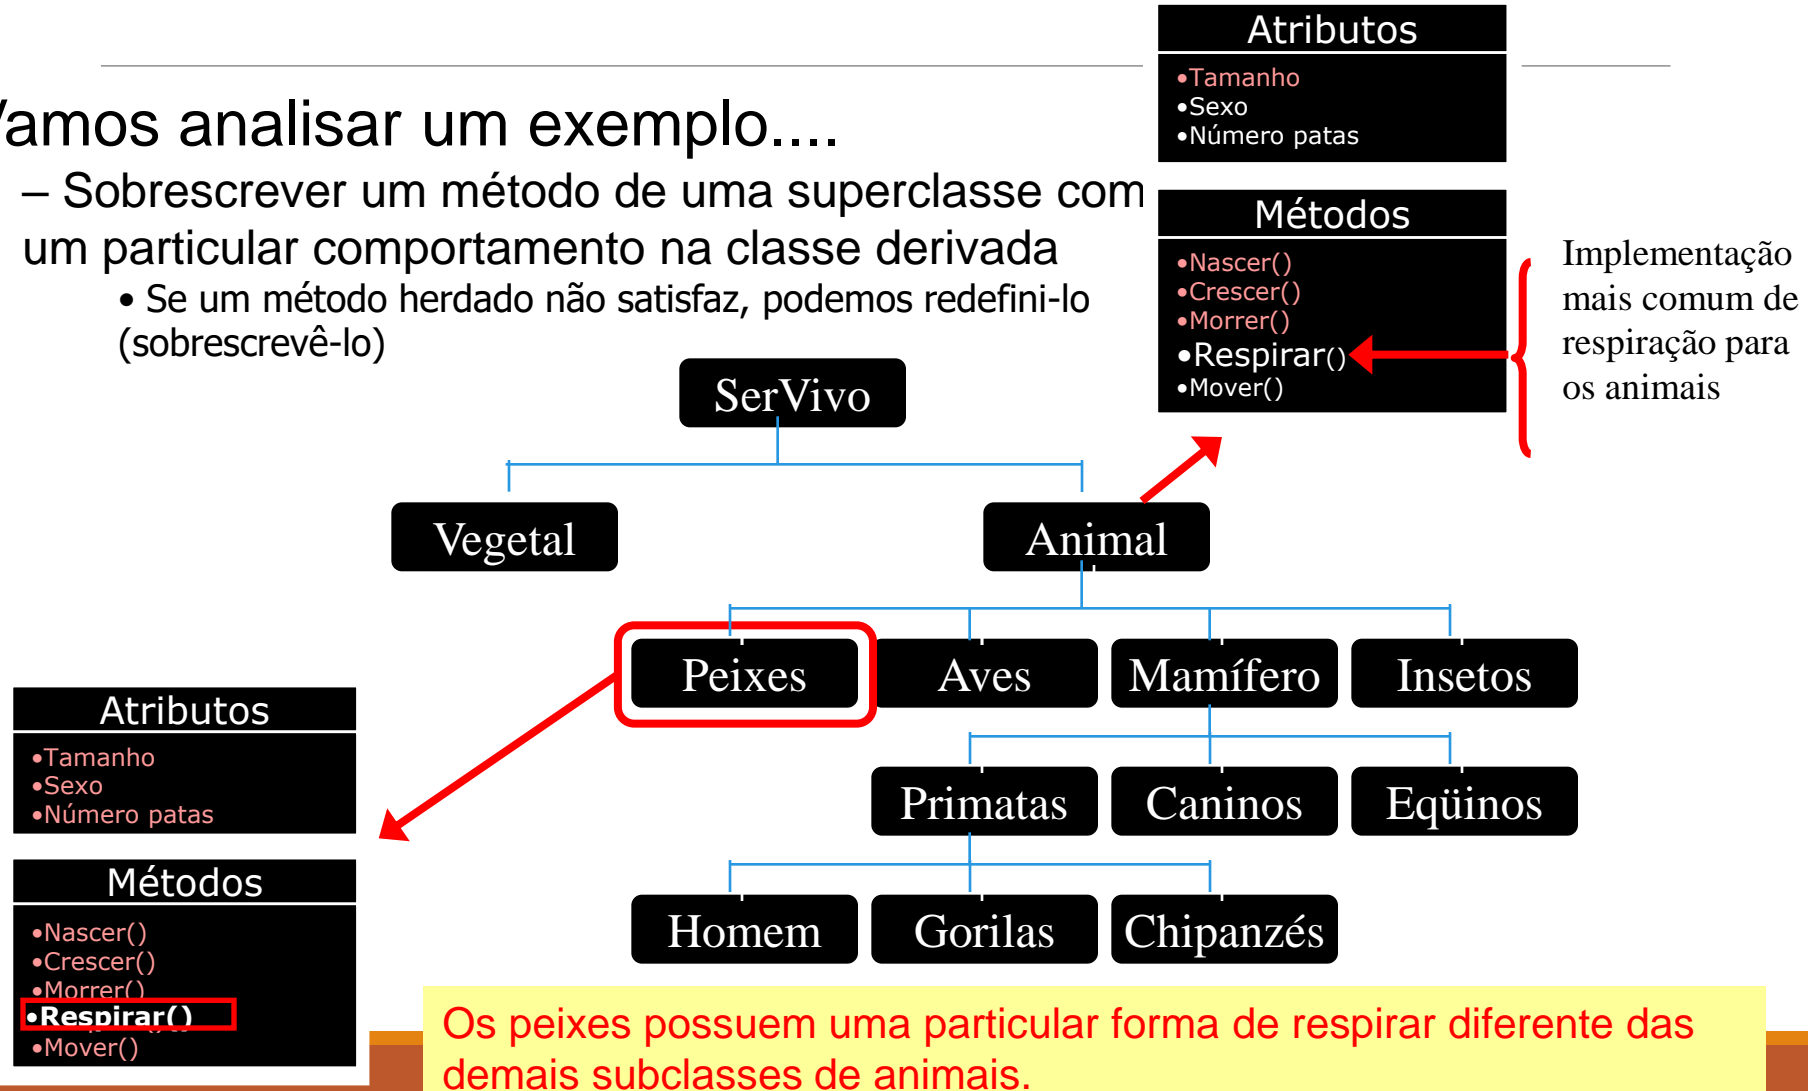 Vamos analisar um exemplo....
– Sobrescrever um método de uma superclasse com
um particular comportamento na classe derivada
• Se um método herdado não satisfaz, podemos redefini-lo
(sobrescrevê-lo)
Atributos
•Tamanho
•Sexo
•Número patas
Métodos
•Nascer()
•Crescer()
•Morrer()
•Respirar()
•Mover()
Implementação
mais comum de
respiração para
os animais
SerVivo
Vegetal
Animal
Peixes
Aves
Mamífero
Insetos
Primatas
Caninos
Eqüinos
Homem
Gorilas
Chipanzés
Atributos
•Tamanho
•Sexo
•Número patas
Métodos
•Nascer()
•Crescer()
•Morrer()
•Respirar()
•Mover()
Os peixes possuem uma particular forma de respirar diferente das
demais subclasses de animais.